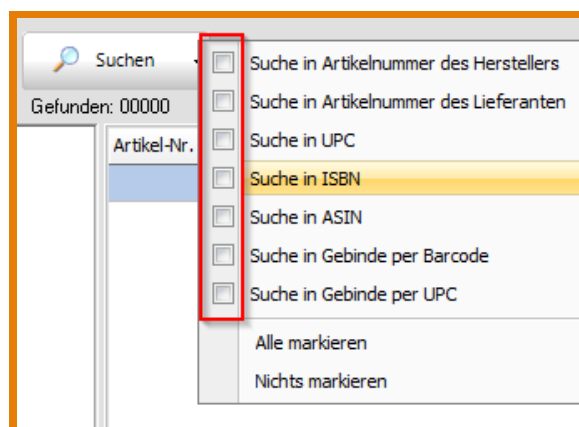 Suchen
Gefunden: 00000
Artikel-Nr.
Suche in Artikelnummer des Herstellers
Suche in Artikelnummer des Lieferanten
Suche in UPC
Suche in ISBN
Suche in ASIN
Suche in Gebinde per Barcode
Suche in Gebinde per UPC
Alle markieren
Nichts markieren